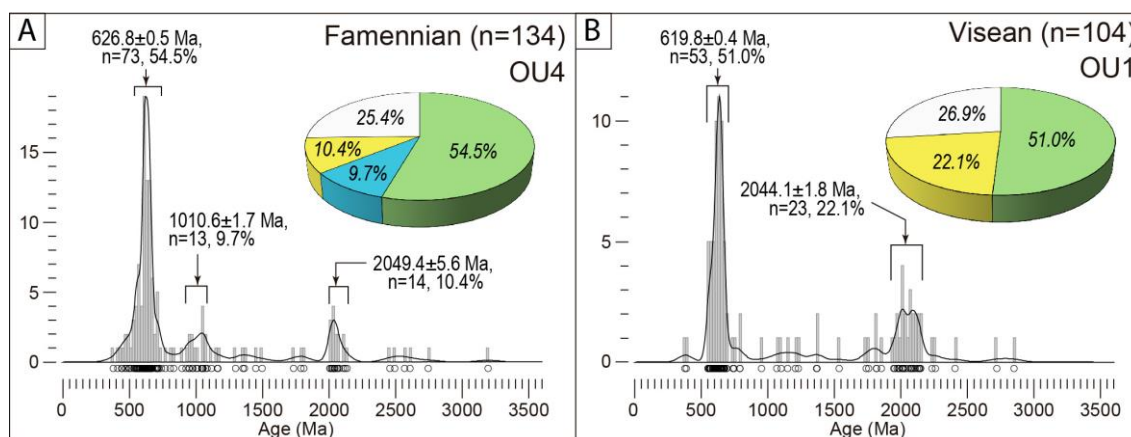 A
Famennian (n=134)
OU4
626.8±0.5 Ma,
n=73, 54.5%
25.4%
10.4%
9.7%
54.5%
1010.6±1.7 Ma,
n=13, 9.7%
2049.4±5.6 Ma,
n=14, 10.4%
15
10
5
0
0 500 1000 1500 2000 2500 3000 3500
Age (Ma)
B
Visean (n=104)
OU1
619.8±0.4 Ma,
n=53, 51.0%
26.9%
22.1%
51.0%
2044.1±1.8 Ma,
n=23, 22.1%
10
5
0
0 500 1000 1500 2000 2500 3000 3500
Age (Ma)